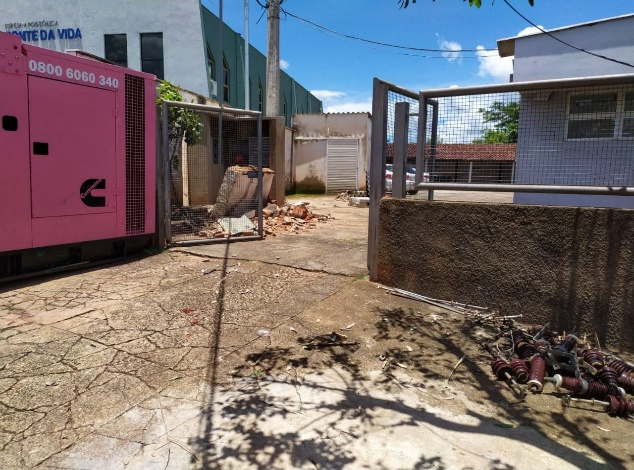 IGREJA APOSTÓLICA
ONTE DA VIDA
0800 6060 340